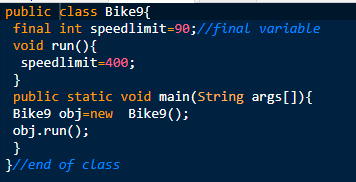 public class Bike9{
 final int speedlimit=90;//final variable
 void run(){
  speedlimit=400;
 }
 public static void main(String args[]){
 Bike9 obj=new  Bike9();
 obj.run();
 }
}//end of class